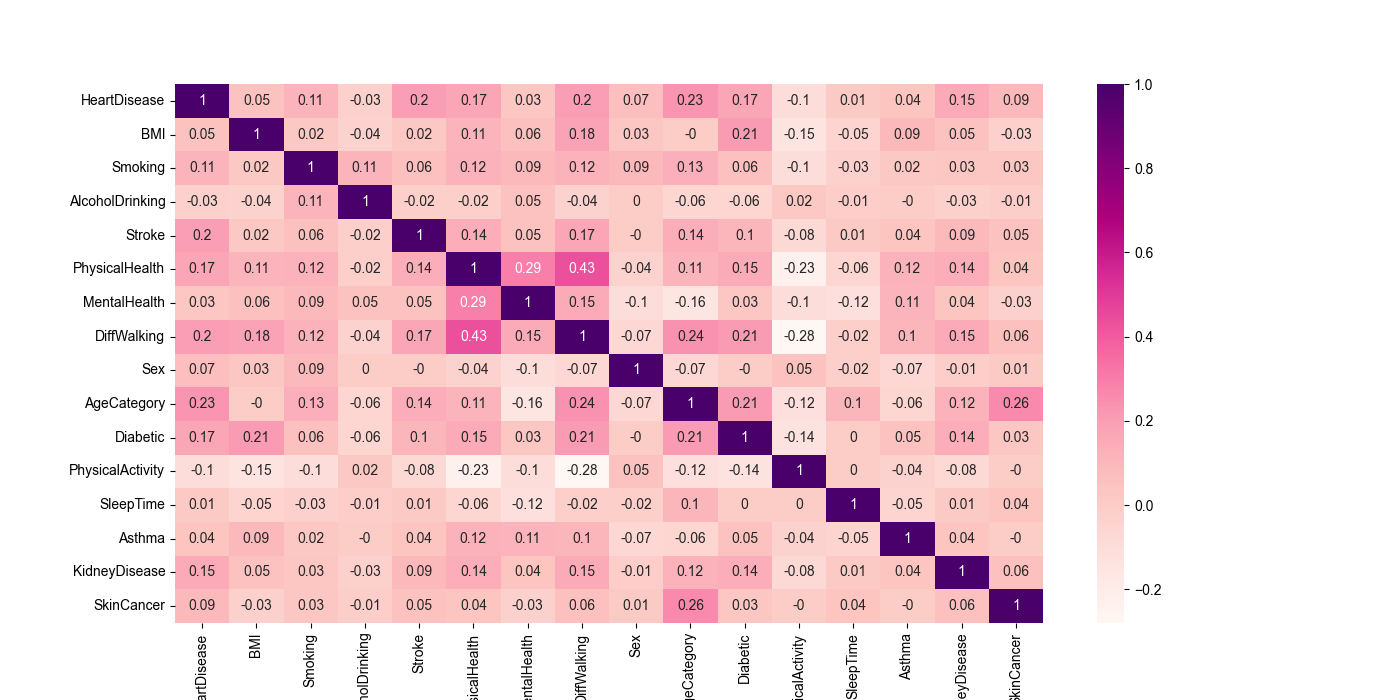 HeartDisease 1 0.05 0.11 -0.03 0.2 0.17 0.03 0.2 0.07 0.23 0.17 -0.1 0.01 0.04 0.15 0.09 1.0
BMI 0.05 1 0.02 -0.04 0.02 0.11 0.06 0.18 0.03 -0 0.21 -0.15 -0.05 0.09 0.05 -0.03
Smoking 0.11 0.02 1 0.11 0.06 0.12 0.09 0.12 0.09 0.13 0.06 -0.1 -0.03 0.02 0.03 0.03 0.8
AlcoholDrinking -0.03 -0.04 0.11 1 -0.02 -0.02 0.05 -0.04 0 -0.06 -0.06 0.02 -0.01 -0 -0.03 -0.01
Stroke 0.2 0.02 0.06 -0.02 1 0.14 0.05 0.17 -0 0.14 0.1 -0.08 0.01 0.04 0.09 0.05 0.6
PhysicalHealth 0.17 0.11 0.12 -0.02 0.14 1 0.29 0.43 -0.04 0.11 0.15 -0.23 -0.06 0.12 0.14 0.04
MentalHealth 0.03 0.06 0.09 0.05 0.05 0.29 1 0.15 -0.1 -0.16 0.03 -0.1 -0.12 0.11 0.04 -0.03
DiffWalking 0.2 0.18 0.12 -0.04 0.17 0.43 0.15 1 -0.07 0.24 0.21 -0.28 -0.02 0.1 0.15 0.06 0.4
Sex 0.07 0.03 0.09 0 -0 -0.04 -0.1 -0.07 1 -0.07 -0 0.05 -0.02 -0.07 -0.01 0.01
AgeCategory 0.23 -0 0.13 -0.06 0.14 0.11 -0.16 0.24 -0.07 1 0.21 -0.12 0.1 -0.06 0.12 0.26
Diabetic 0.17 0.21 0.06 -0.06 0.1 0.15 0.03 0.21 -0 0.21 1 -0.14 0 0.05 0.14 0.03 0.2
PhysicalActivity -0.1 -0.15 -0.1 0.02 -0.08 -0.23 -0.1 -0.28 0.05 -0.12 -0.14 1 0 -0.04 -0.08 -0
SleepTime 0.01 -0.05 -0.03 -0.01 0.01 -0.06 -0.12 -0.02 -0.02 0.1 0 0 1 -0.05 0.01 0.04 0.0
Asthma 0.04 0.09 0.02 -0 0.04 0.12 0.11 0.1 -0.07 -0.06 0.05 -0.04 -0.05 1 0.04 -0
KidneyDisease 0.15 0.05 0.03 -0.03 0.09 0.14 0.04 0.15 -0.01 0.12 0.14 -0.08 0.01 0.04 1 0.06 -0.2
SkinCancer 0.09 -0.03 0.03 -0.01 0.05 0.04 -0.03 0.06 0.01 0.26 0.03 -0 0.04 -0 0.06 1
artDisease
BMI
Smoking
olDrinking
Stroke
sicalHealth
entalHealth
DiffWalking
Sex
geCategory
Diabetic
icalActivity
SleepTime
Asthma
eyDisease
SkinCancer